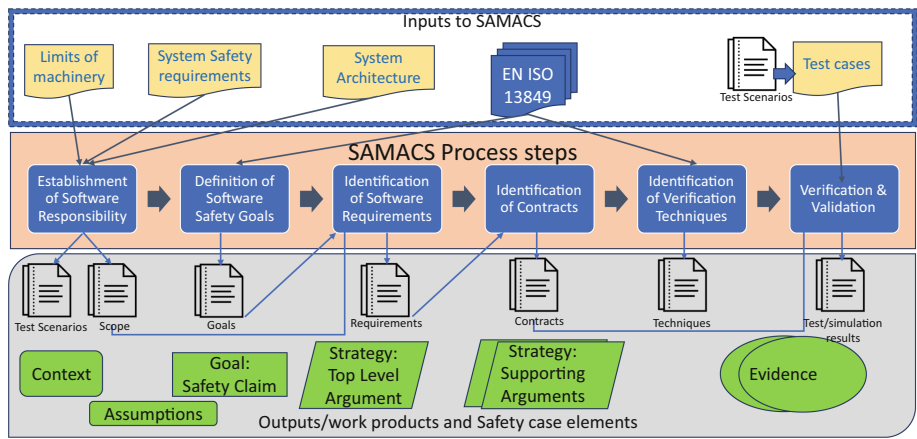 Inputs to SAMACS
Limits of
machinery
System Safety
requirements
System
Architecture
EN ISO
13849
Test Scenarios
Test cases
SAMACS Process steps
Establishment
of Software
Responsibility
Definition of
Software
Safety Goals
Identification
of Software
Requirements
Identification
of Contracts
Identification
of Verification
Techniques
Verification &
Validation
Test Scenarios
Scope
Goals
Requirements
Contracts
Techniques
Test/simulation
results
Context
Assumptions
Goal:
Safety Claim
Strategy:
Top Level
Argument
Strategy:
Supporting
Arguments
Evidence
Outputs/work products and Safety case elements